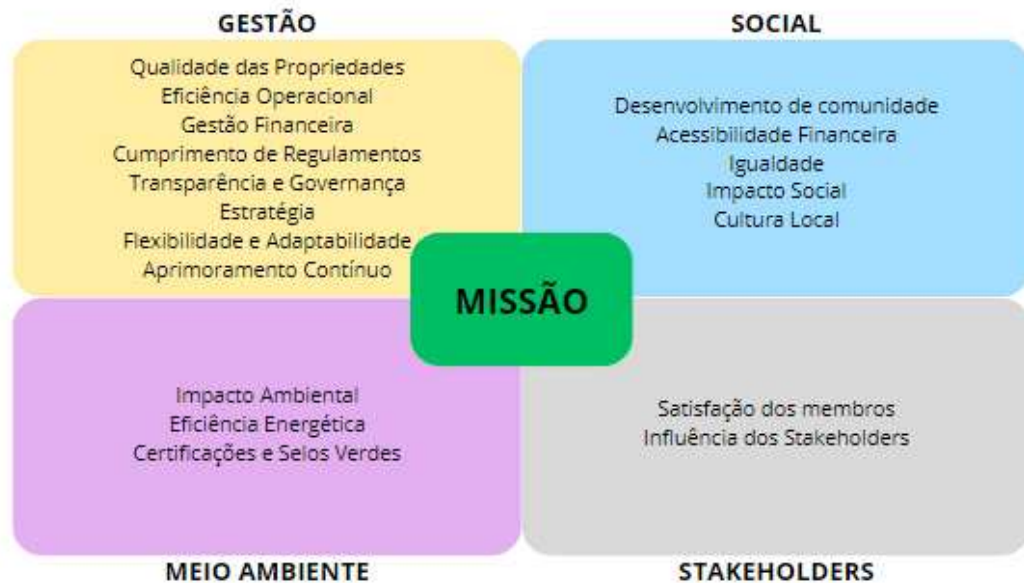 GESTÃO
Qualidade das Propriedades
Eficiência Operacional
Gestão Financeira
Cumprimento de Regulamentos
Transparência e Governança
Estratégia
Flexibilidade e Adaptabilidade
Aprimoramento Contínuo
SOCIAL
Desenvolvimento de comunidade
Acessibilidade Financeira
Igualdade
Impacto Social
Cultura Local
MISSÃO
Impacto Ambiental
Eficiência Energética
Certificações e Selos Verdes
MEIO AMBIENTE
Satisfação dos membros
Influência dos Stakeholders
STAKEHOLDERS